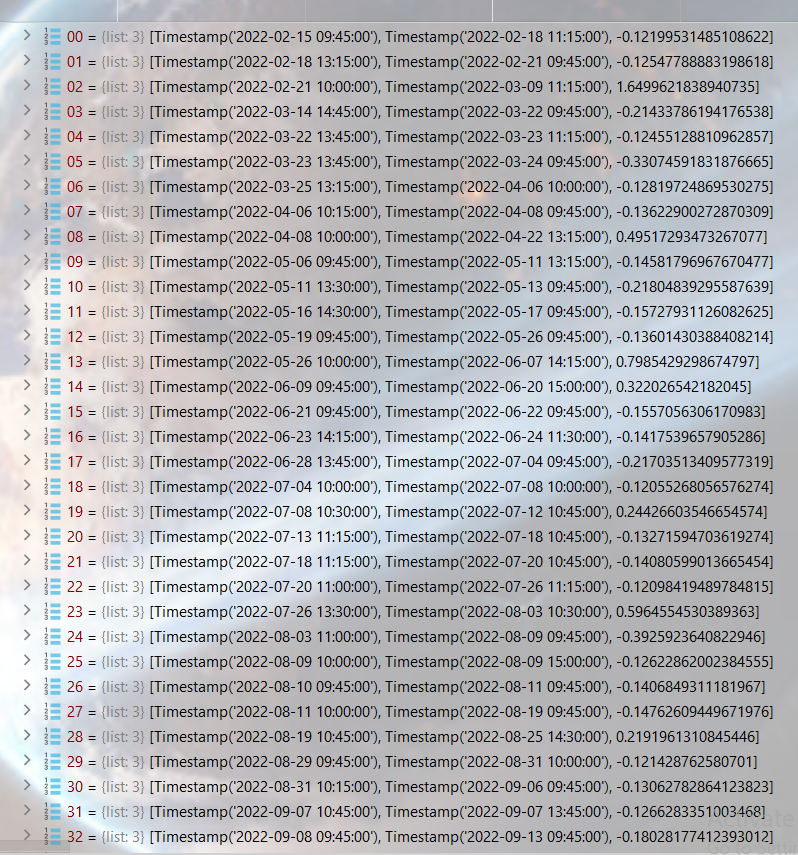 00 = {list: 3} [Timestamp('2022-02-15 09:45:00'), Timestamp('2022-02-18 11:15:00'), -0.12199531485108622]
01 = {list: 3} [Timestamp('2022-02-18 13:15:00'), Timestamp('2022-02-21 09:45:00'), -0.12547788883198618]
02 = {list: 3} [Timestamp('2022-02-21 10:00:00'), Timestamp('2022-03-09 11:15:00'), 1.6499621838940735]
03 = {list: 3} [Timestamp('2022-03-14 14:45:00'), Timestamp('2022-03-22 09:45:00'), -0.21433786194176538]
04 = {list: 3} [Timestamp('2022-03-22 13:45:00'), Timestamp('2022-03-23 11:15:00'), -0.12455128810962857]
05 = {list: 3} [Timestamp('2022-03-23 13:45:00'), Timestamp('2022-03-24 09:45:00'), -0.33074591831876665]
06 = {list: 3} [Timestamp('2022-03-25 13:15:00'), Timestamp('2022-04-06 10:00:00'), -0.12819724869530275]
07 = {list: 3} [Timestamp('2022-04-06 10:15:00'), Timestamp('2022-04-08 09:45:00'), -0.13622900272870309]
08 = {list: 3} [Timestamp('2022-04-08 10:00:00'), Timestamp('2022-04-22 13:15:00'), 0.49517293473267077]
09 = {list: 3} [Timestamp('2022-05-06 09:45:00'), Timestamp('2022-05-11 13:15:00'), -0.14581796967670477]
10 = {list: 3} [Timestamp('2022-05-11 13:30:00'), Timestamp('2022-05-13 09:45:00'), -0.21804839295587639]
11 = {list: 3} [Timestamp('2022-05-16 14:30:00'), Timestamp('2022-05-17 09:45:00'), -0.15727931126082625]
12 = {list: 3} [Timestamp('2022-05-19 09:45:00'), Timestamp('2022-05-26 09:45:00'), -0.13601430388408214]
13 = {list: 3} [Timestamp('2022-05-26 10:00:00'), Timestamp('2022-06-07 14:15:00'), 0.7985429298674797]
14 = {list: 3} [Timestamp('2022-06-09 09:45:00'), Timestamp('2022-06-20 15:00:00'), 0.322026542182045]
15 = {list: 3} [Timestamp('2022-06-21 09:45:00'), Timestamp('2022-06-22 09:45:00'), -0.1557056306170983]
16 = {list: 3} [Timestamp('2022-06-23 14:15:00'), Timestamp('2022-06-24 11:30:00'), -0.1417539657905286]
17 = {list: 3} [Timestamp('2022-06-28 13:45:00'), Timestamp('2022-07-04 09:45:00'), -0.21703513409577319]
18 = {list: 3} [Timestamp('2022-07-04 10:00:00'), Timestamp('2022-07-08 10:00:00'), -0.12055268056576274]
19 = {list: 3} [Timestamp('2022-07-08 10:30:00'), Timestamp('2022-07-12 10:45:00'), 0.24426603546654574]
20 = {list: 3} [Timestamp('2022-07-13 11:15:00'), Timestamp('2022-07-18 10:45:00'), -0.13271594703619274]
21 = {list: 3} [Timestamp('2022-07-18 11:15:00'), Timestamp('2022-07-20 10:45:00'), -0.14080599013665454]
22 = {list: 3} [Timestamp('2022-07-20 11:00:00'), Timestamp('2022-07-26 11:15:00'), -0.12098419489784815]
23 = {list: 3} [Timestamp('2022-07-26 13:30:00'), Timestamp('2022-08-03 10:30:00'), 0.5964554530389363]
24 = {list: 3} [Timestamp('2022-08-03 11:00:00'), Timestamp('2022-08-09 09:45:00'), -0.3925923640822946]
25 = {list: 3} [Timestamp('2022-08-09 10:00:00'), Timestamp('2022-08-09 15:00:00'), -0.12622862002384555]
26 = {list: 3} [Timestamp('2022-08-10 09:45:00'), Timestamp('2022-08-11 09:45:00'), -0.1406849311181967]
27 = {list: 3} [Timestamp('2022-08-11 10:00:00'), Timestamp('2022-08-19 09:45:00'), -0.14762609449671976]
28 = {list: 3} [Timestamp('2022-08-19 10:45:00'), Timestamp('2022-08-25 14:30:00'), 0.2191961310845446]
29 = {list: 3} [Timestamp('2022-08-29 09:45:00'), Timestamp('2022-08-31 10:00:00'), -0.121428762580701]
30 = {list: 3} [Timestamp('2022-08-31 10:15:00'), Timestamp('2022-09-06 09:45:00'), -0.13062782864123823]
31 = {list: 3} [Timestamp('2022-09-07 10:45:00'), Timestamp('2022-09-07 13:45:00'), -0.1266283351003468]
32 = {list: 3} [Timestamp('2022-09-08 09:45:00'), Timestamp('2022-09-13 09:45:00'), -0.18028177412393012]